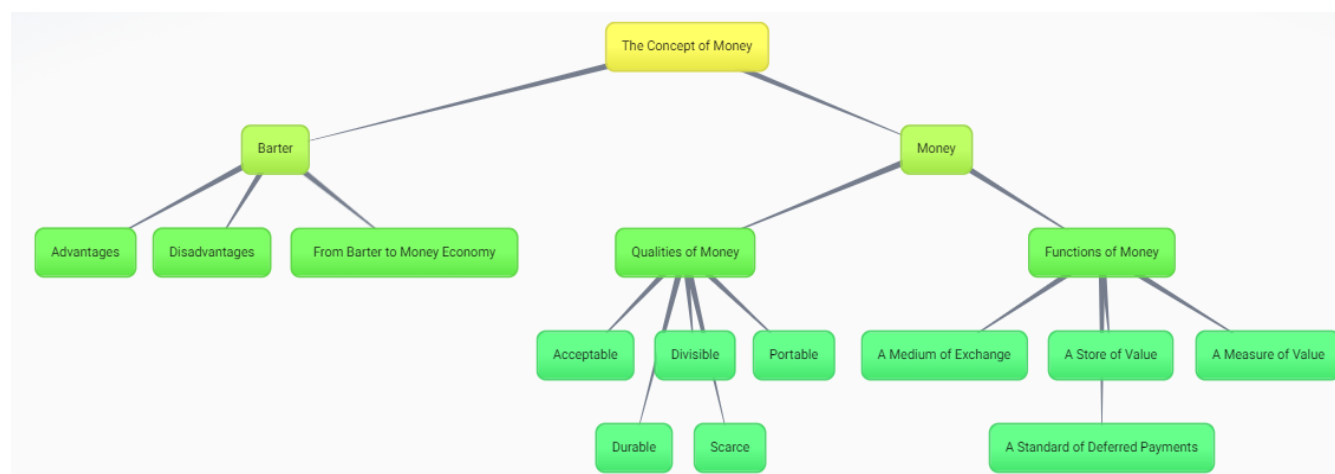 The Concept of Money
Barter
Money
Advantages
Disadvantages
From Barter to Money Economy
Qualities of Money
Functions of Money
Acceptable
Divisible
Portable
A Medium of Exchange
A Store of Value
A Measure of Value
Durable
Scarce
A Standard of Deferred Payments